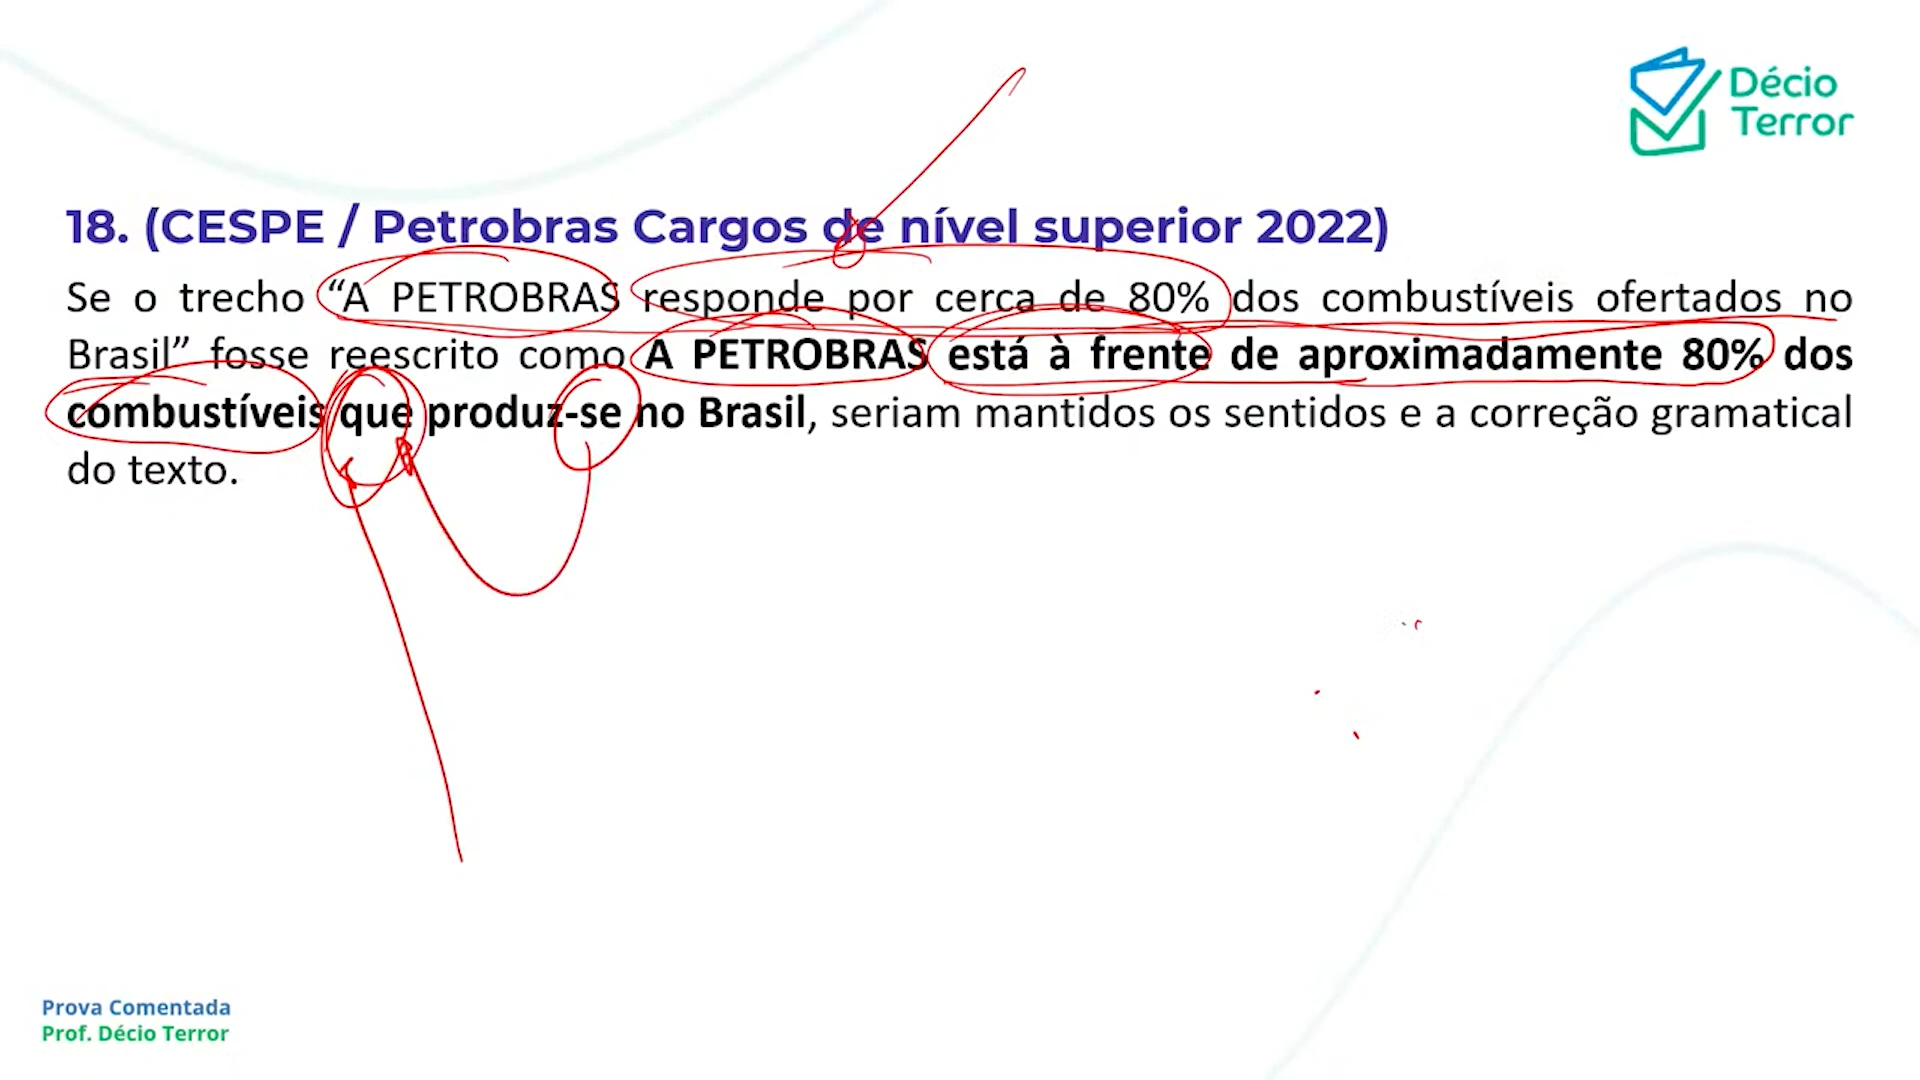 Décio
Terror
18. (CESPE / Petrobras Cargos de nível superior 2022)
Se o trecho “A PETROBRAS responde por cerca de 80% dos combustíveis ofertados no
Brasil” fosse reescrito como A PETROBRAS está à frente de aproximadamente 80% dos
combustíveis que produz-se no Brasil, seriam mantidos os sentidos e a correção gramatical
do texto.
Prova Comentada
Prof. Décio Terror